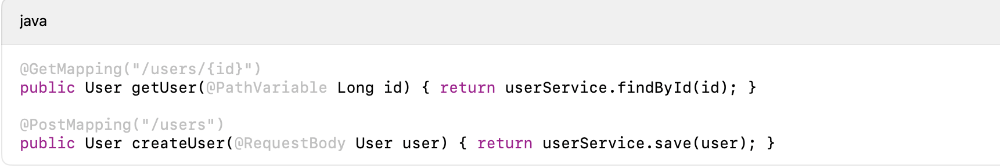 java
@GetMapping("/users/{id}")
public User getUser(@PathVariable Long id) { return userService.findById(id); }
@PostMapping("/users")
public User createUser(@RequestBody User user) { return userService.save(user); }